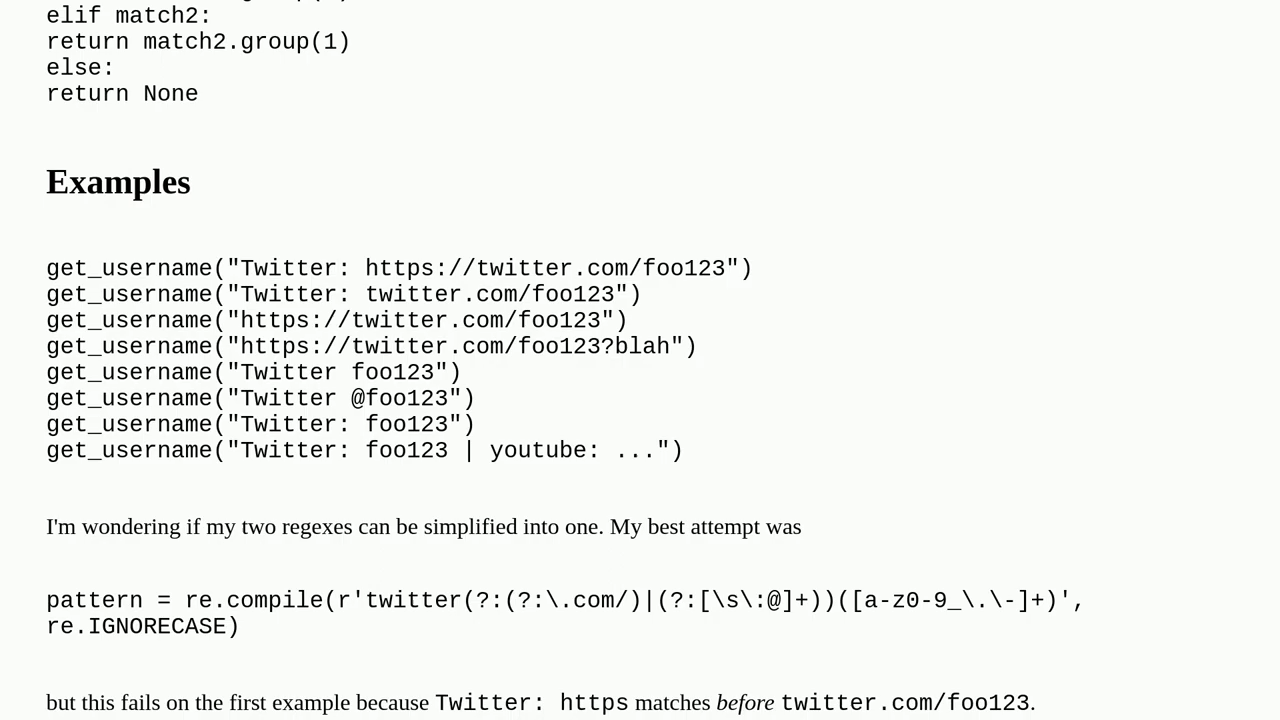 elif match2:
return match2.group(1)
else:
return None
Examples
get_username("Twitter: https://twitter.com/foo123")
get_username("Twitter: twitter.com/foo123")
get_username("https://twitter.com/foo123")
get_username("https://twitter.com/foo123?blah")
get_username("Twitter foo123")
get_username("Twitter @foo123")
get_username("Twitter: foo123")
get_username("Twitter: foo123 | youtube: ...")
I'm wondering if my two regexes can be simplified into one. My best attempt was
pattern = re.compile(r'twitter(?:(?:\.com/)|(?:[\s\:@]+))([a-z0-9_\.\-]+)',
re.IGNORECASE)
but this fails on the first example because Twitter: https matches before twitter.com/foo123.